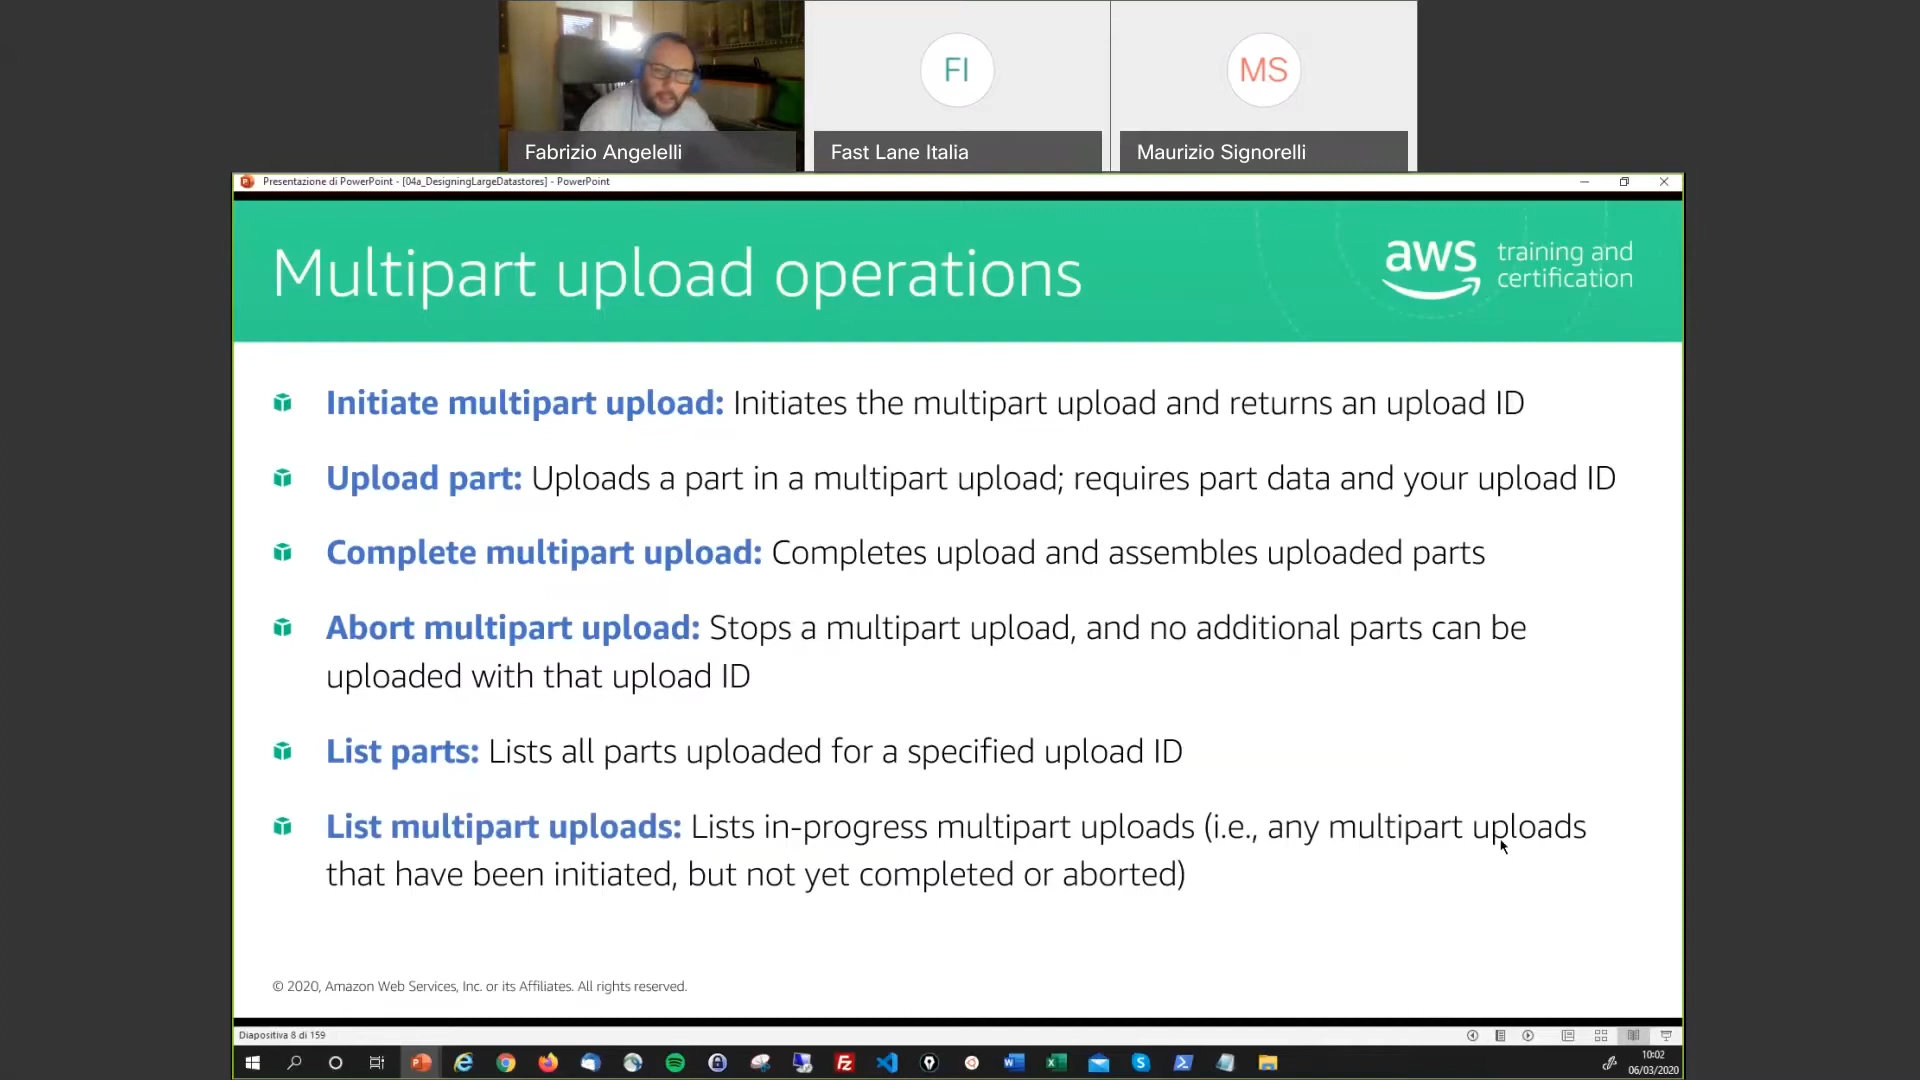 FI
MS
Fabrizio Angelelli
Fast Lane Italia
Maurizio Signorelli
Presentazione di PowerPoint - [04a_DesigningLargeDatastores] - PowerPoint
Multipart upload operations
aws training and
certification
Initiate multipart upload: Initiates the multipart upload and returns an upload ID
Upload part: Uploads a part in a multipart upload; requires part data and your upload ID
Complete multipart upload: Completes upload and assembles uploaded parts
Abort multipart upload: Stops a multipart upload, and no additional parts can be
uploaded with that upload ID
List parts: Lists all parts uploaded for a specified upload ID
List multipart uploads: Lists in-progress multipart uploads (i.e., any multipart uploads
that have been initiated, but not yet completed or aborted)
© 2020, Amazon Web Services, Inc. or its Affiliates. All rights reserved.
Diapositiva 8 di 159
10:02
06/03/2020